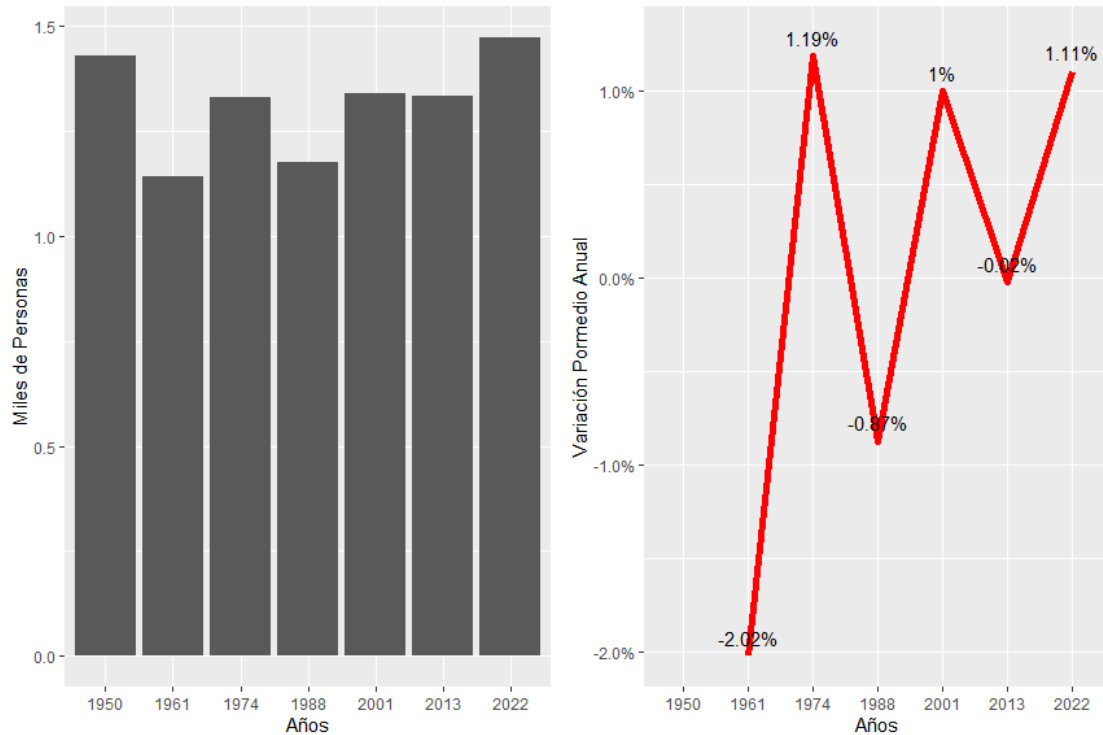 Miles de Personas
1.5
1.0
0.5
0.0
1950 1961 1974 1988 2001 2013 2022
Años
Variación Pormedio Anual
1.0%
0.0%
-1.0%
-2.0%
-2.02%
1.19%
-0.87%
1%
-0.02%
1.11%
1950 1961 1974 1988 2001 2013 2022
Años